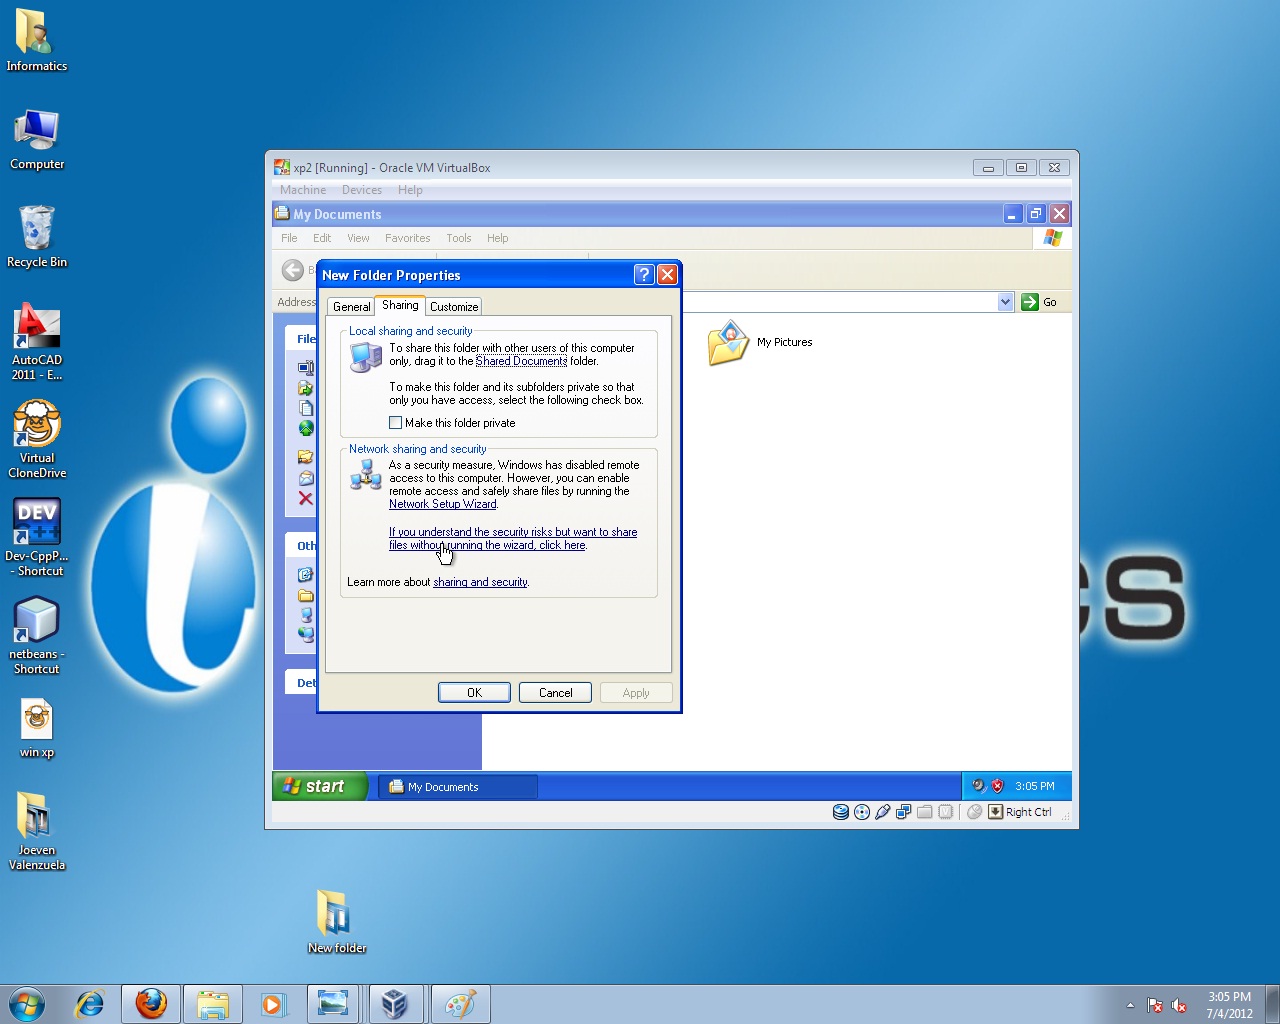 Informatics
Computer
Recycle Bin
AutoCAD
2011 - E...
Virtual
CloneDrive
DEV
C++
Dev-CppP...
- Shortcut
netbeans -
Shortcut
win xp
Joeven
Valenzuela
New folder
xp2 [Running] - Oracle VM VirtualBox
Machine Devices Help
My Documents
File Edit View Favorites Tools Help
Address
Go
My Pictures
New Folder Properties
General Sharing Customize
Local sharing and security
To share this folder with other users of this computer
only, drag it to the Shared Documents folder.
To make this folder and its subfolders private so that
only you have access, select the following check box.
Make this folder private
Network sharing and security
As a security measure, Windows has disabled remote
access to this computer. However, you can enable
remote access and safely share files by running the
Network Setup Wizard.
If you understand the security risks but want to share
files without running the wizard, click here.
Learn more about sharing and security.
OK Cancel Apply
start
My Documents
3:05 PM
Right Ctrl
cs
3:05 PM
7/4/2012